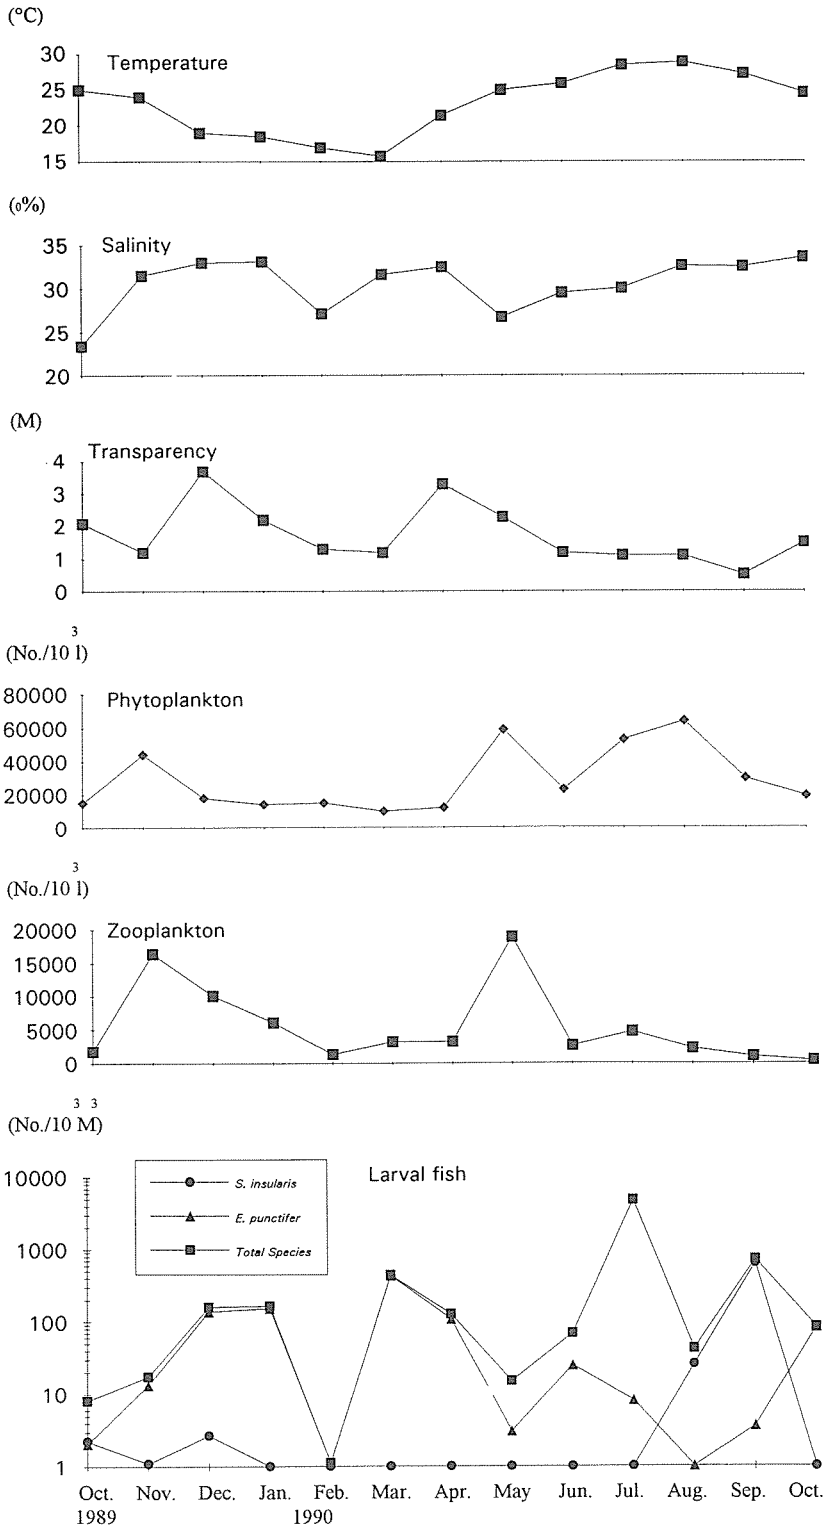 (°C)
Temperature
30
25
20
15
(₀%)
Salinity
35
30
25
20
(M)
Transparency
4
3
2
1
0
3
(No./10 l)
Phytoplankton
80000
60000
40000
20000
0
3
(No./10 l)
Zooplankton
20000
15000
10000
5000
0
3 3
(No./10 M)
Larval fish
S. insularis
E. punctifer
Total Species
10000
1000
100
10
1
Oct. Nov. Dec. Jan. Feb. Mar. Apr. May Jun. Jul. Aug. Sep. Oct.
1989 1990